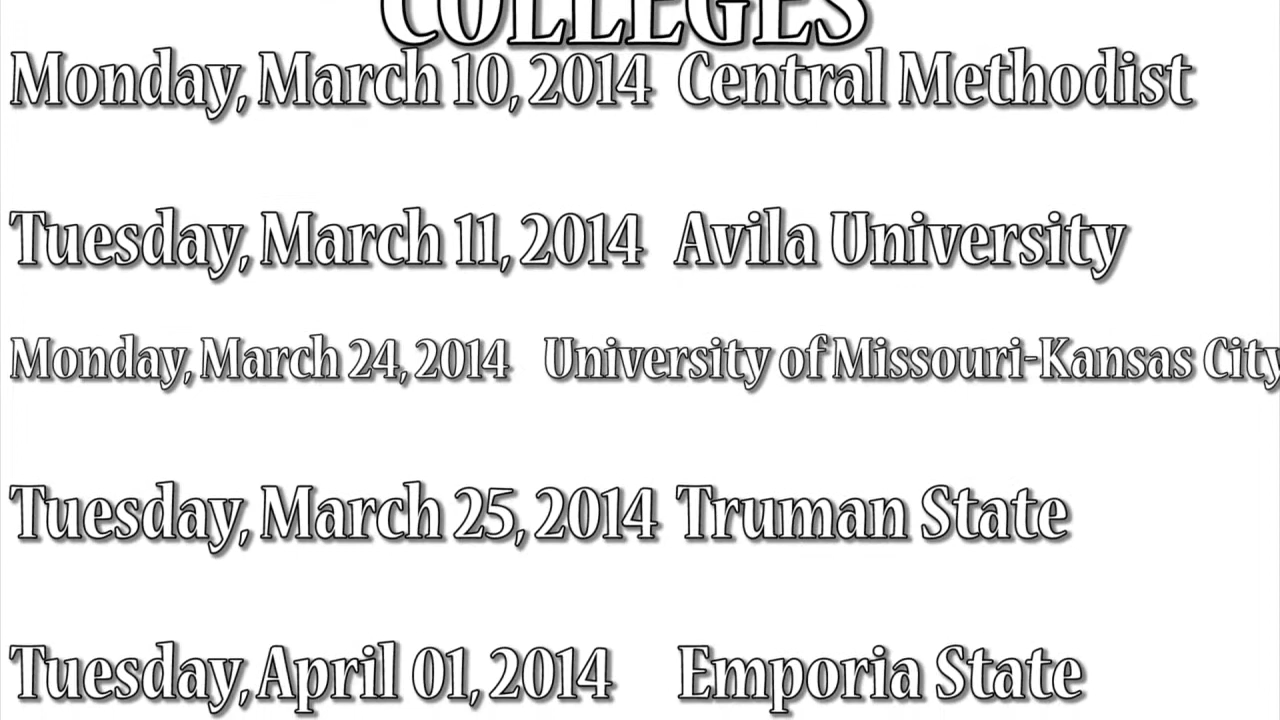 COLLEGES
Monday, March 10, 2014 Central Methodist
Tuesday, March 11, 2014 Avila University
Monday, March 24, 2014 University of Missouri-Kansas City
Tuesday, March 25, 2014 Truman State
Tuesday, April 01, 2014 Emporia State